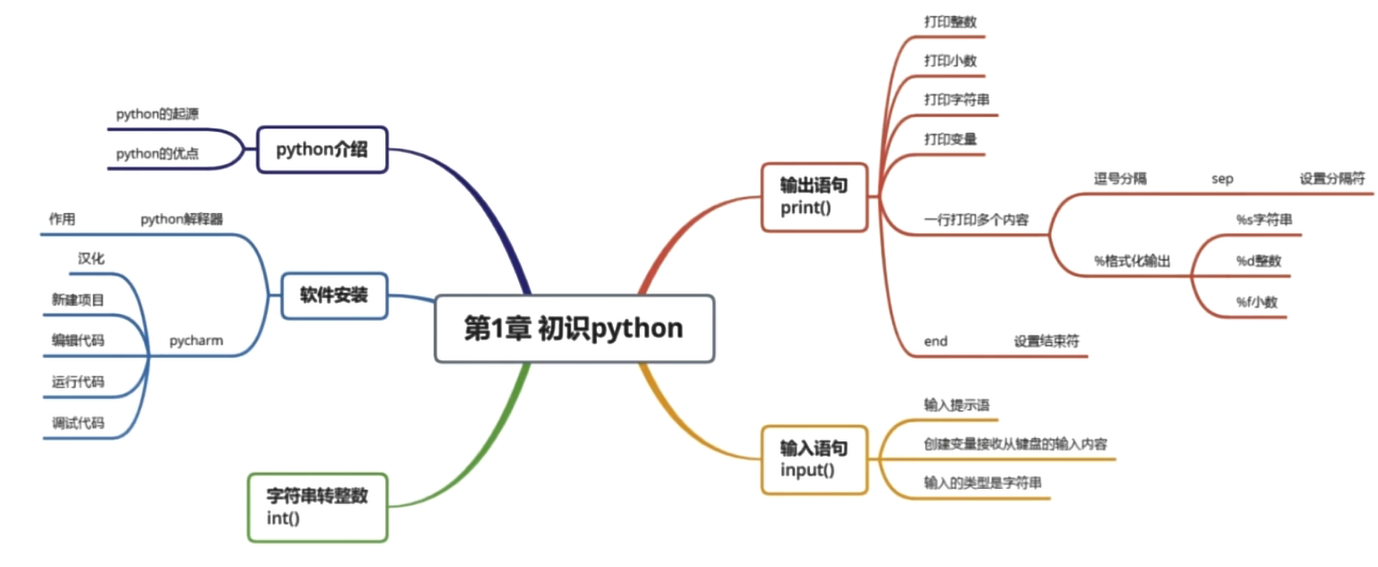 第1章 初识python
python介绍
python的起源
python的优点
软件安装
python解释器
作用
pycharm
汉化
新建项目
编辑代码
运行代码
调试代码
字符串转整数
int()
输出语句
print()
打印整数
打印小数
打印字符串
打印变量
一行打印多个内容
逗号分隔
sep
设置分隔符
%格式化输出
%s字符串
%d整数
%f小数
end
设置结束符
输入语句
input()
输入提示语
创建变量接收从键盘的输入内容
输入的类型是字符串